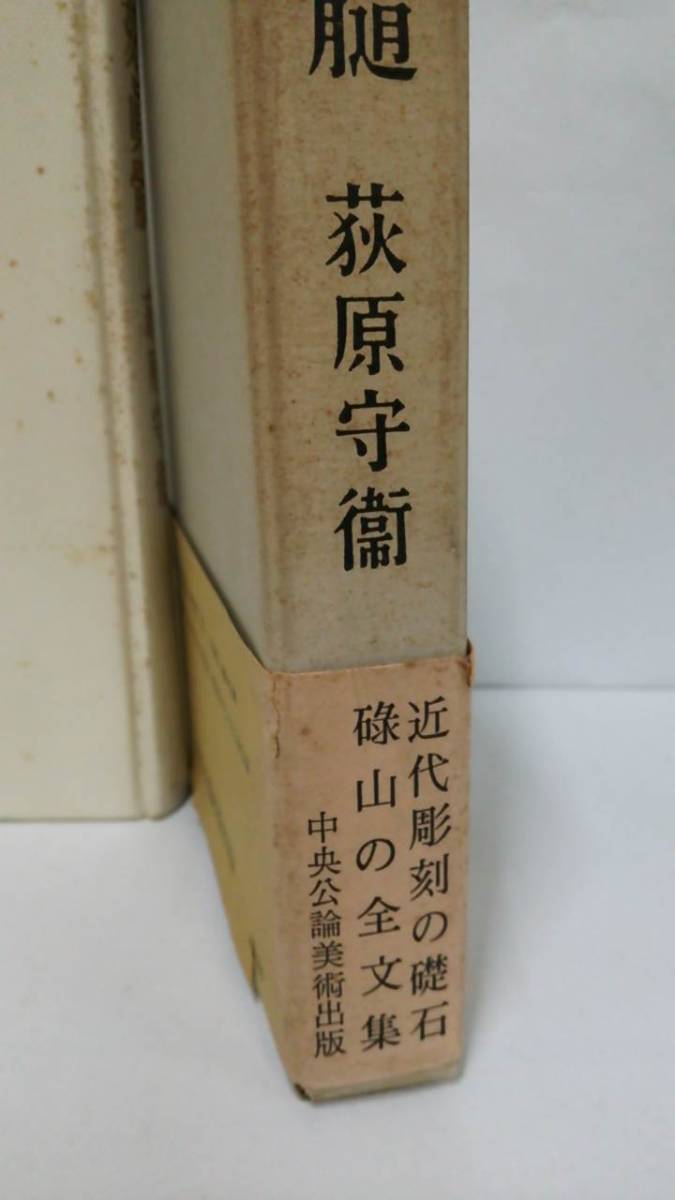 髄 荻原守衞
近代彫刻の礎石
碌山の全文集
中央公論美術出版